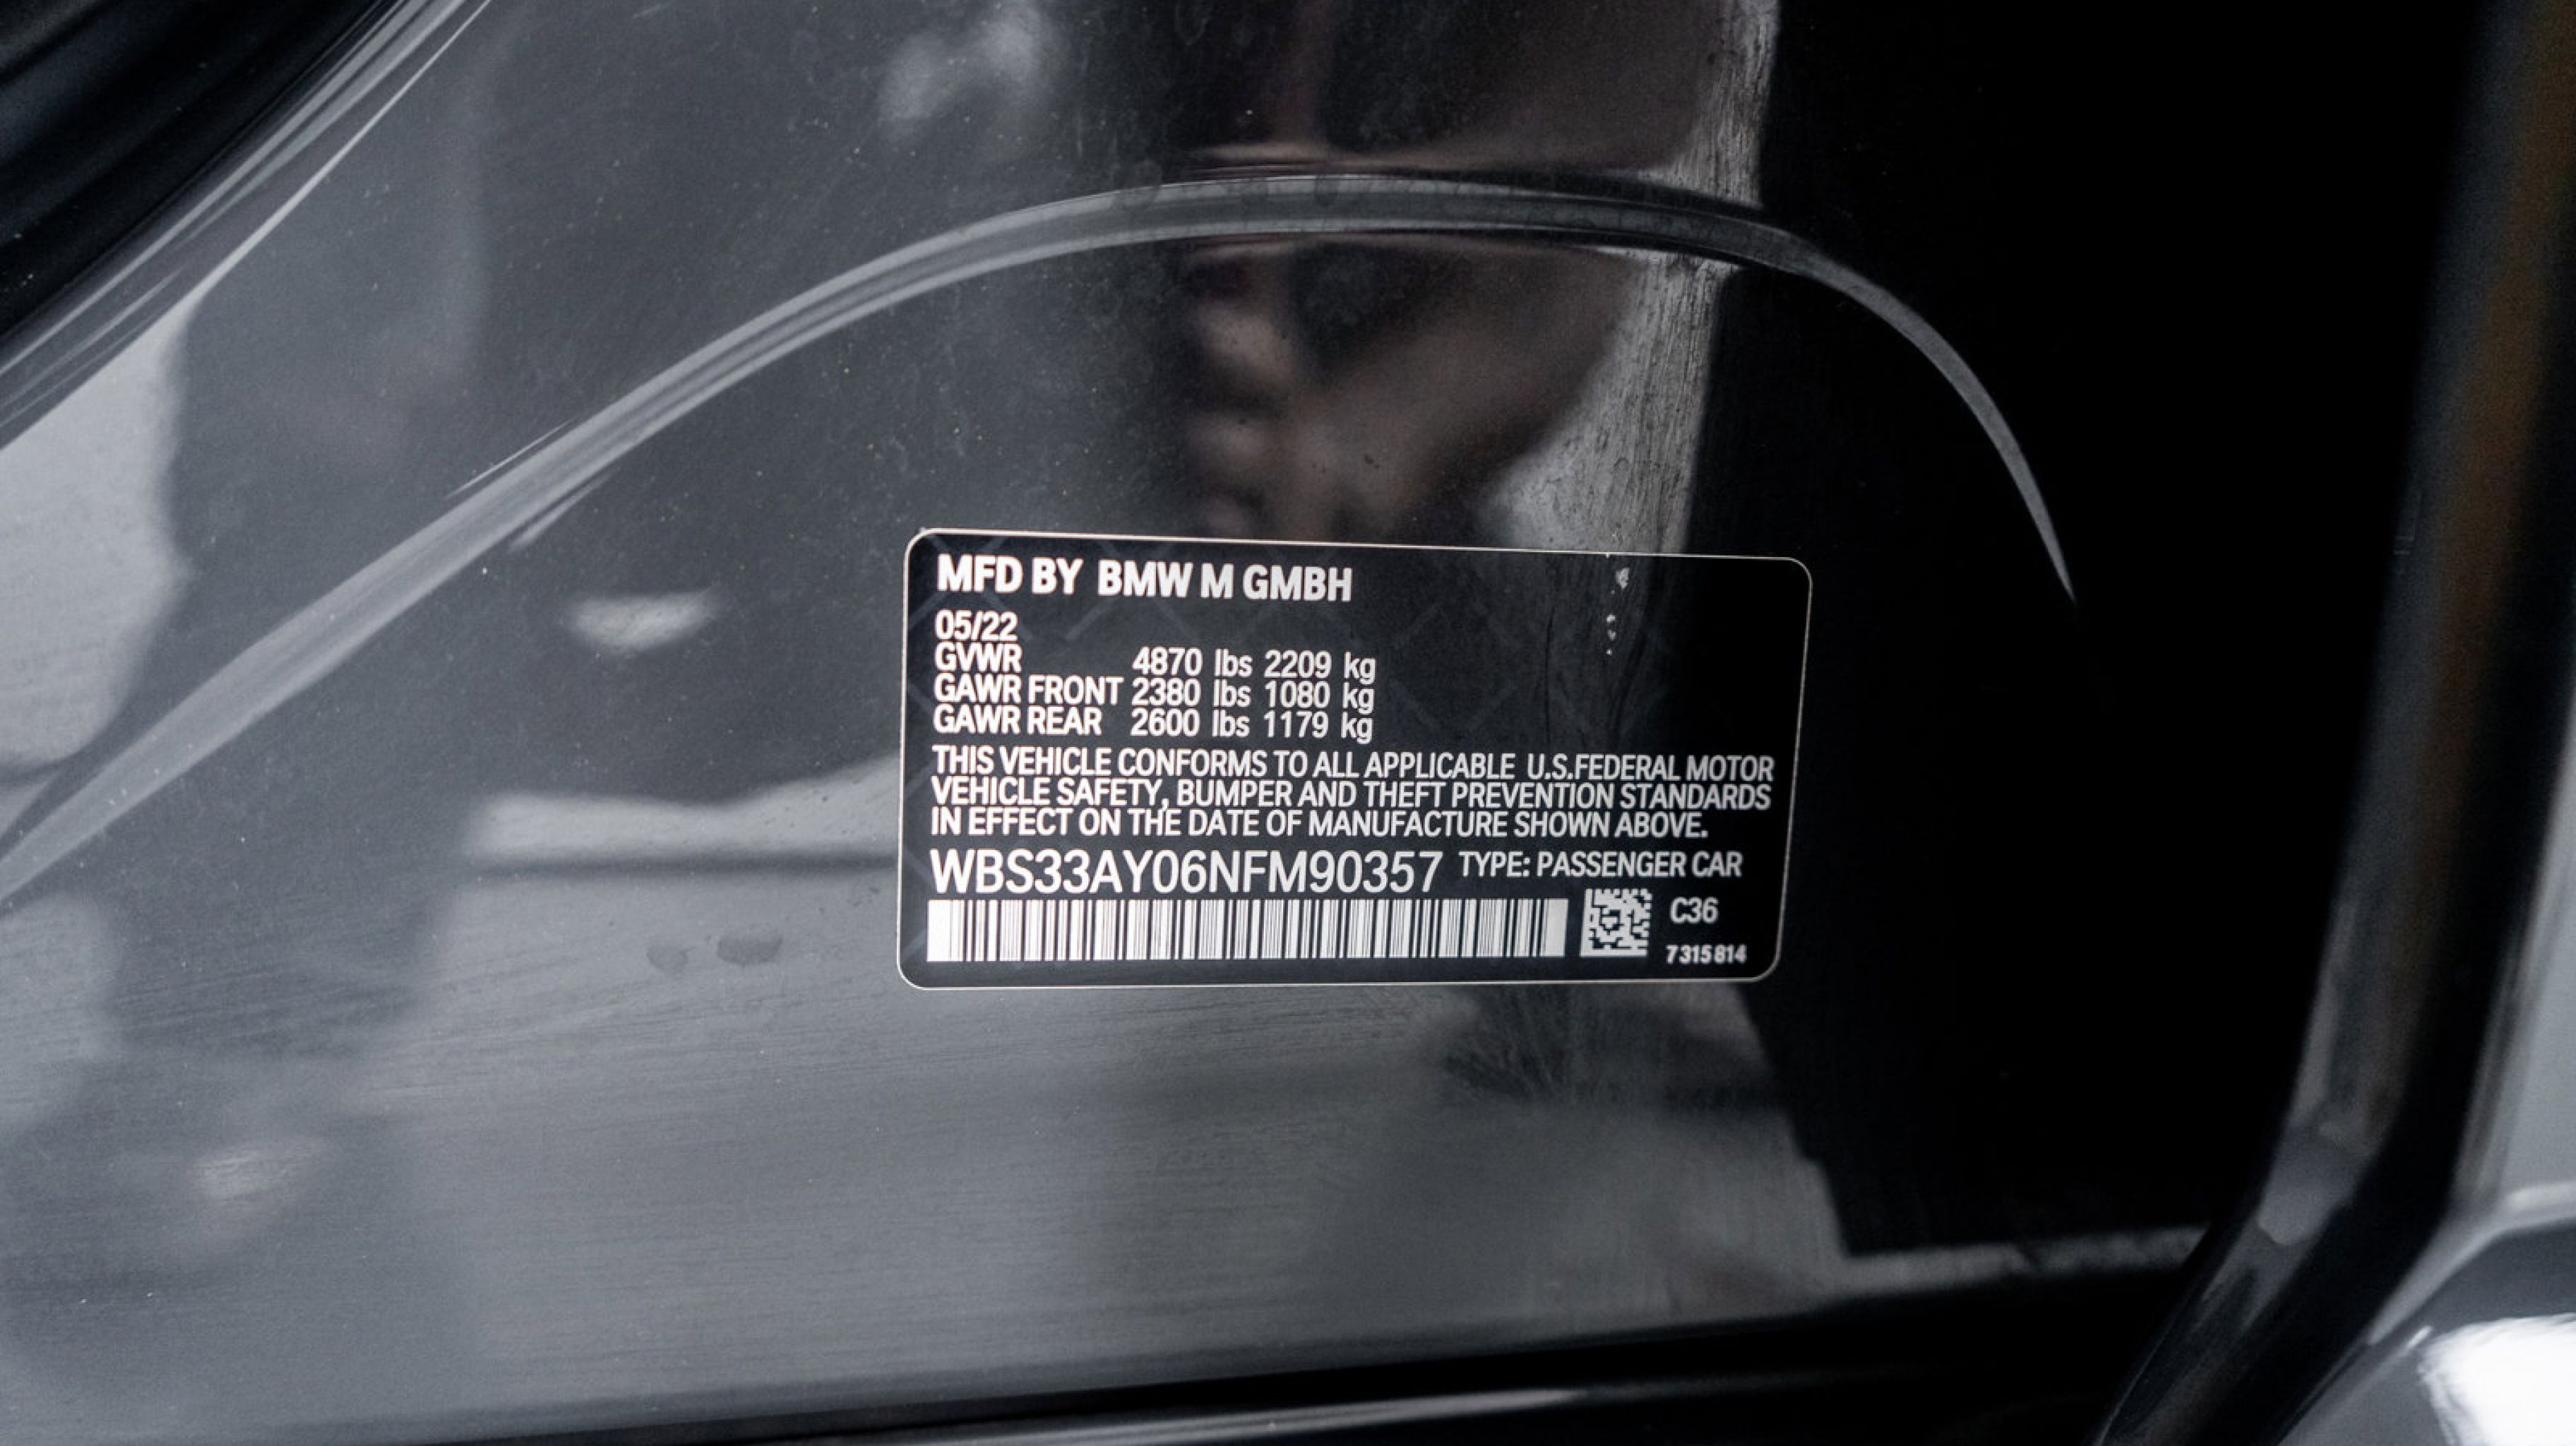 MFD BY BMW M GMBH
05/22
GVWR 4870 lbs 2209 kg
GAWR FRONT 2380 lbs 1080 kg
GAWR REAR 2600 lbs 1179 kg
THIS VEHICLE CONFORMS TO ALL APPLICABLE U.S.FEDERAL MOTOR
VEHICLE SAFETY, BUMPER AND THEFT PREVENTION STANDARDS
IN EFFECT ON THE DATE OF MANUFACTURE SHOWN ABOVE.
WBS33AY06NFM90357 TYPE: PASSENGER CAR
C36
7315814